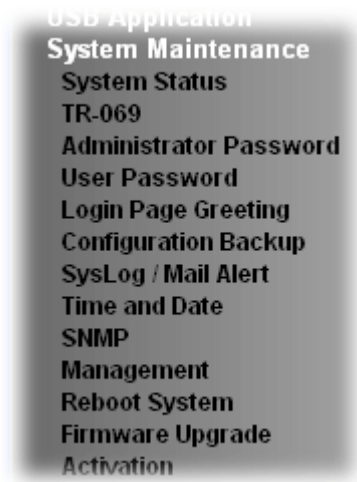 USB Application
System Maintenance
System Status
TR-069
Administrator Password
User Password
Login Page Greeting
Configuration Backup
SysLog / Mail Alert
Time and Date
SNMP
Management
Reboot System
Firmware Upgrade
Activation